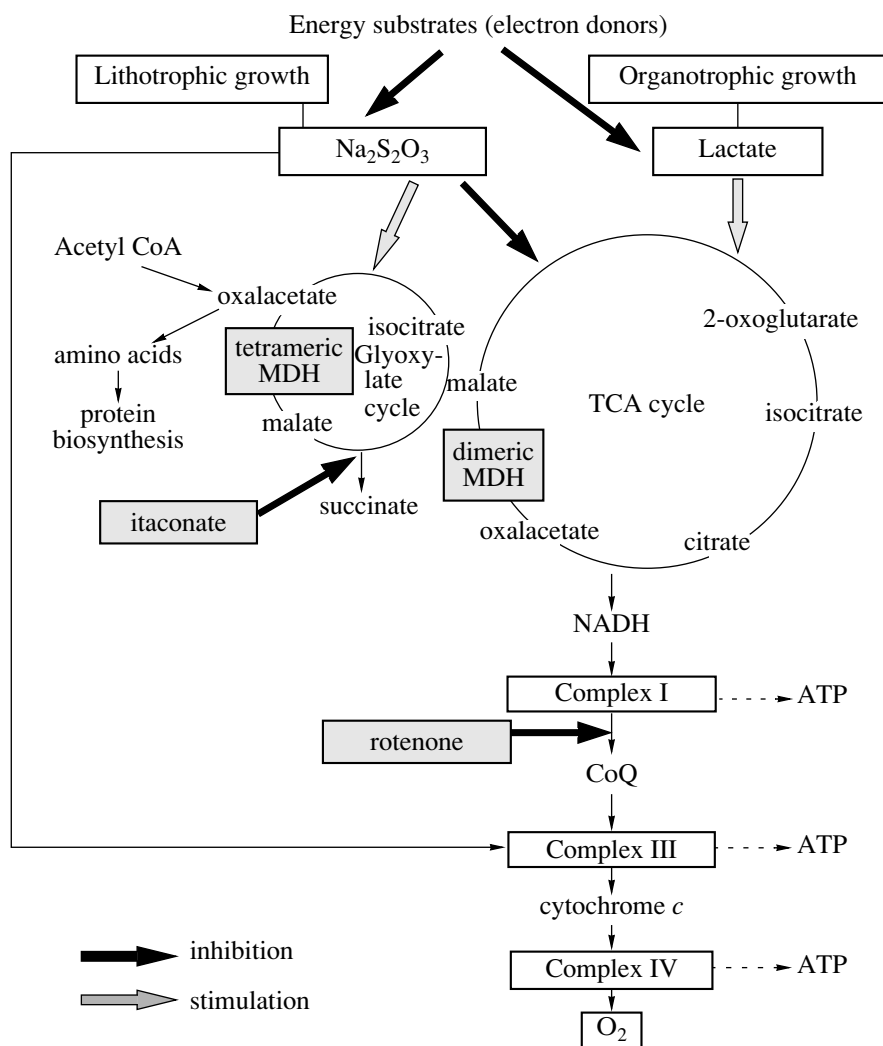 Energy substrates (electron donors)
Lithotrophic growth
Organotrophic growth
Na2S2O3
Lactate
Acetyl CoA
oxalacetate
isocitrate
Glyoxy-
late
cycle
tetrameric
MDH
amino acids
protein
biosynthesis
malate
succinate
itaconate
2-oxoglutarate
malate
TCA cycle
isocitrate
dimeric
MDH
oxalacetate
citrate
NADH
Complex I
ATP
rotenone
CoQ
Complex III
ATP
cytochrome c
Complex IV
ATP
O2
inhibition
stimulation